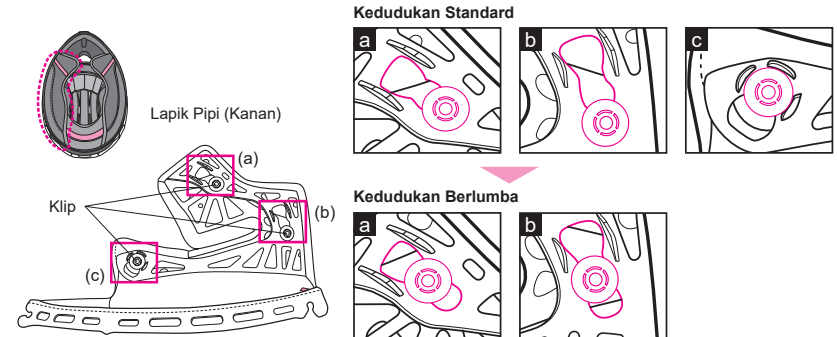 Kedudukan Standard
a
b
c
Lapik Pipi (Kanan)
(a)
Klip
(b)
(c)
Kedudukan Berlumba
a
b